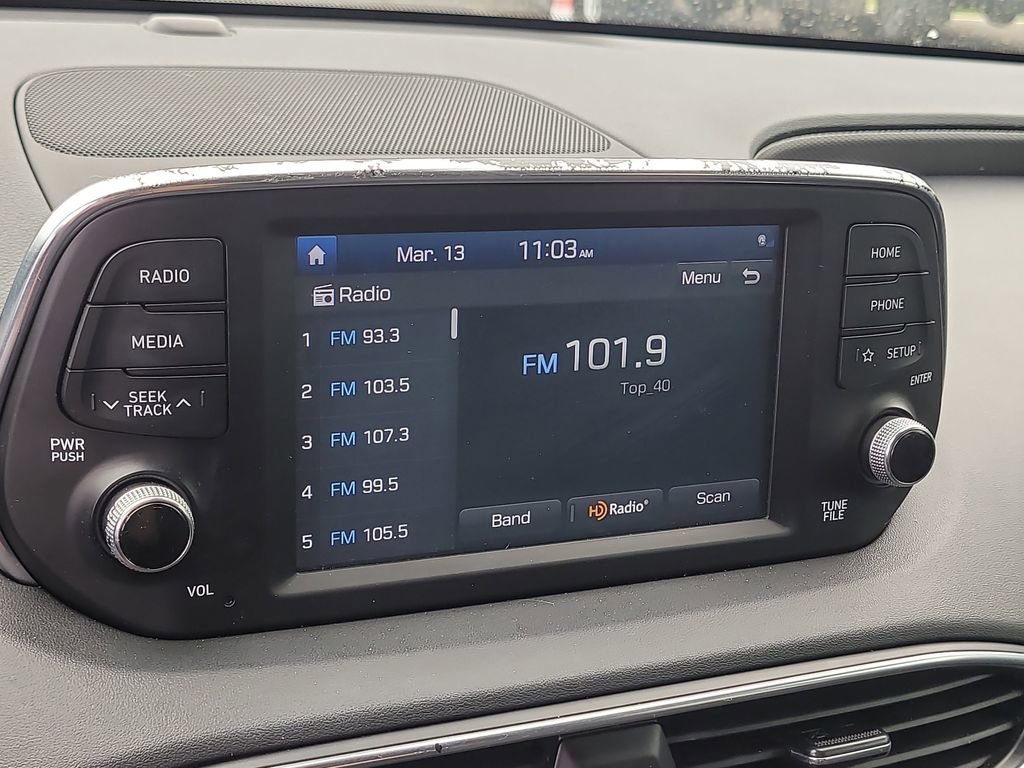 RADIO
MEDIA
SEEK
TRACK
PWR
PUSH
VOL
Mar. 13 11:03 AM
Radio
Menu
1 FM 93.3
2 FM 103.5
3 FM 107.3
4 FM 99.5
5 FM 105.5
FM 101.9
Top_40
Band
HD Radio®
Scan
HOME
PHONE
☆ SETUP
ENTER
TUNE
FILE